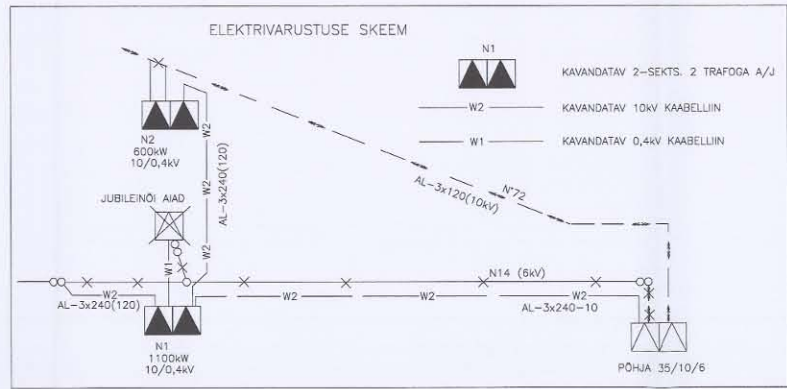 ELEKTRIVARUSTUSE SKEEM
N1
KAVANDATAV 2-SEKTS. 2 TRAFOGA A/J
W2
KAVANDATAV 10kV KAABELLIIN
W1
KAVANDATAV 0,4kV KAABELLIIN
N2
600kW
10/0,4kV
W2
W2
W2
AL-3x240(120)
AL-3x120(10kV)
N°72
JUBILEINÕI AIAD
W1
N14 (6kV)
W2
AL-3x240(120)
W2
W2
W2
AL-3x240-10
N1
1100kW
10/0,4kV
PÕHJA 35/10/6